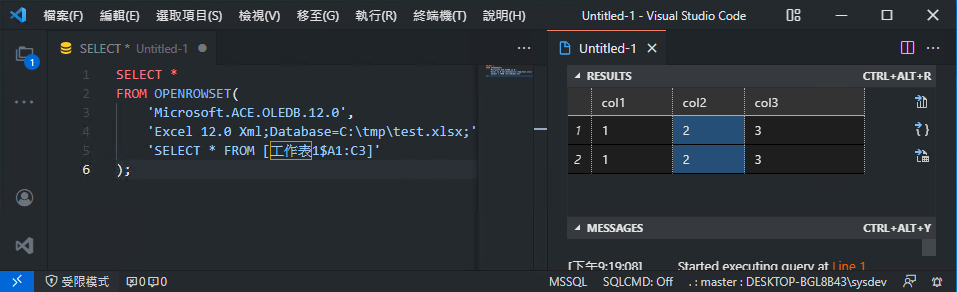 檔案(F) 編輯(E) 選取項目(S) 檢視(V) 移至(G) 執行(R) 終端機(T) 說明(H) Untitled-1 - Visual Studio Code
SELECT * Untitled-1
1 SELECT *
2 FROM OPENROWSET(
3 'Microsoft.ACE.OLEDB.12.0',
4 'Excel 12.0 Xml;Database=C:\tmp\test.xlsx;'
5 'SELECT * FROM [工作表1$A1:C3]'
6 );
1
Untitled-1
RESULTS CTRL+ALT+R
col1 col2 col3
1 1 2 3
2 1 2 3
MESSAGES CTRL+ALT+Y
[下午9:19:08] Started executing query at Line 1
受限模式 0 0 MSSQL SQLCMD: Off . : master : DESKTOP-BGL8B43\sysdev